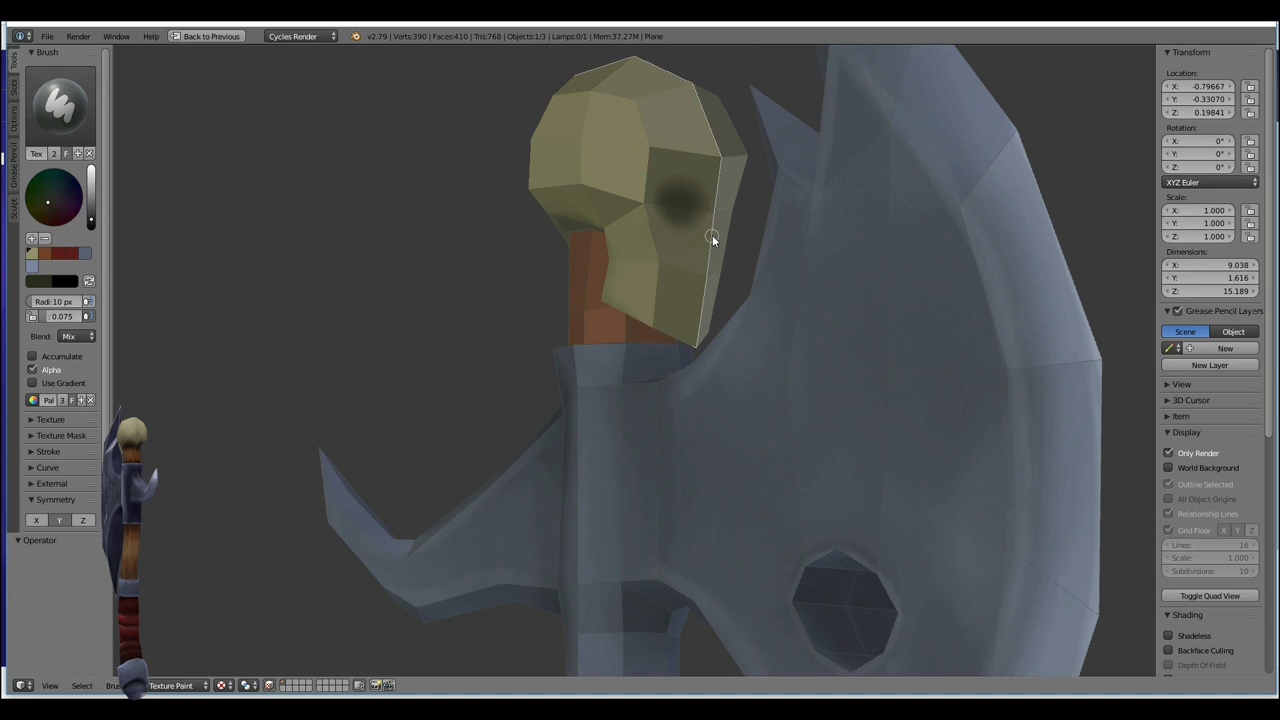 File Render Window Help Back to Previous Cycles Render v2.79 | Verts:390 | Faces:410 | Tris:768 | Objects:1/3 | Lamps:0/1 | Mem:37.27M | Plane
Tools
Slots
Options
Grease Pencil
Sculpt
Brush
Tex 2 F
Radi:10 px
: 0.075
Blend: Mix
Accumulate
Alpha
Use Gradient
Pal 3 F
Texture
Texture Mask
Stroke
Curve
External
Symmetry
X Y Z
Operator
Transform
Location:
X: -0.79667
Y: -0.33070
Z: 0.19841
Rotation:
X: 0°
Y: 0°
Z: 0°
XYZ Euler
Scale:
X: 1.000
Y: 1.000
Z: 1.000
Dimensions:
X: 9.038
Y: 1.616
Z: 15.189
Grease Pencil Layers
Scene Object
New
New Layer
View
3D Cursor
Item
Display
Only Render
World Background
Outline Selected
All Object Origins
Relationship Lines
Grid Floor X Y Z
Lines: 16
Scale: 1.000
Subdivisions: 10
Toggle Quad View
Shading
Shadeless
Backface Culling
Depth Of Field
View Select Texture Paint